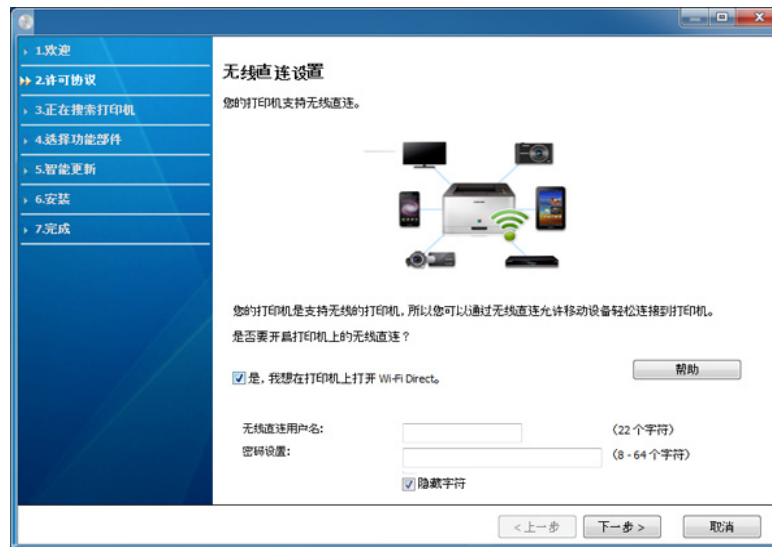 1.欢迎
2.许可协议
3.正在搜索打印机
4.选择功能部件
5.智能更新
6.安装
7.完成
无线直连设置
您的打印机支持无线直连。
您的打印机是支持无线的打印机，所以您可以通过无线直连允许移动设备轻松连接到打印机。
是否要开启打印机上的无线直连？
是，我想在打印机上打开 Wi-Fi Direct。
帮助
无线直连用户名:
(22 个字符)
密码设置:
(8 - 64 个字符)
隐藏字符
< 上一步
下一步 >
取消